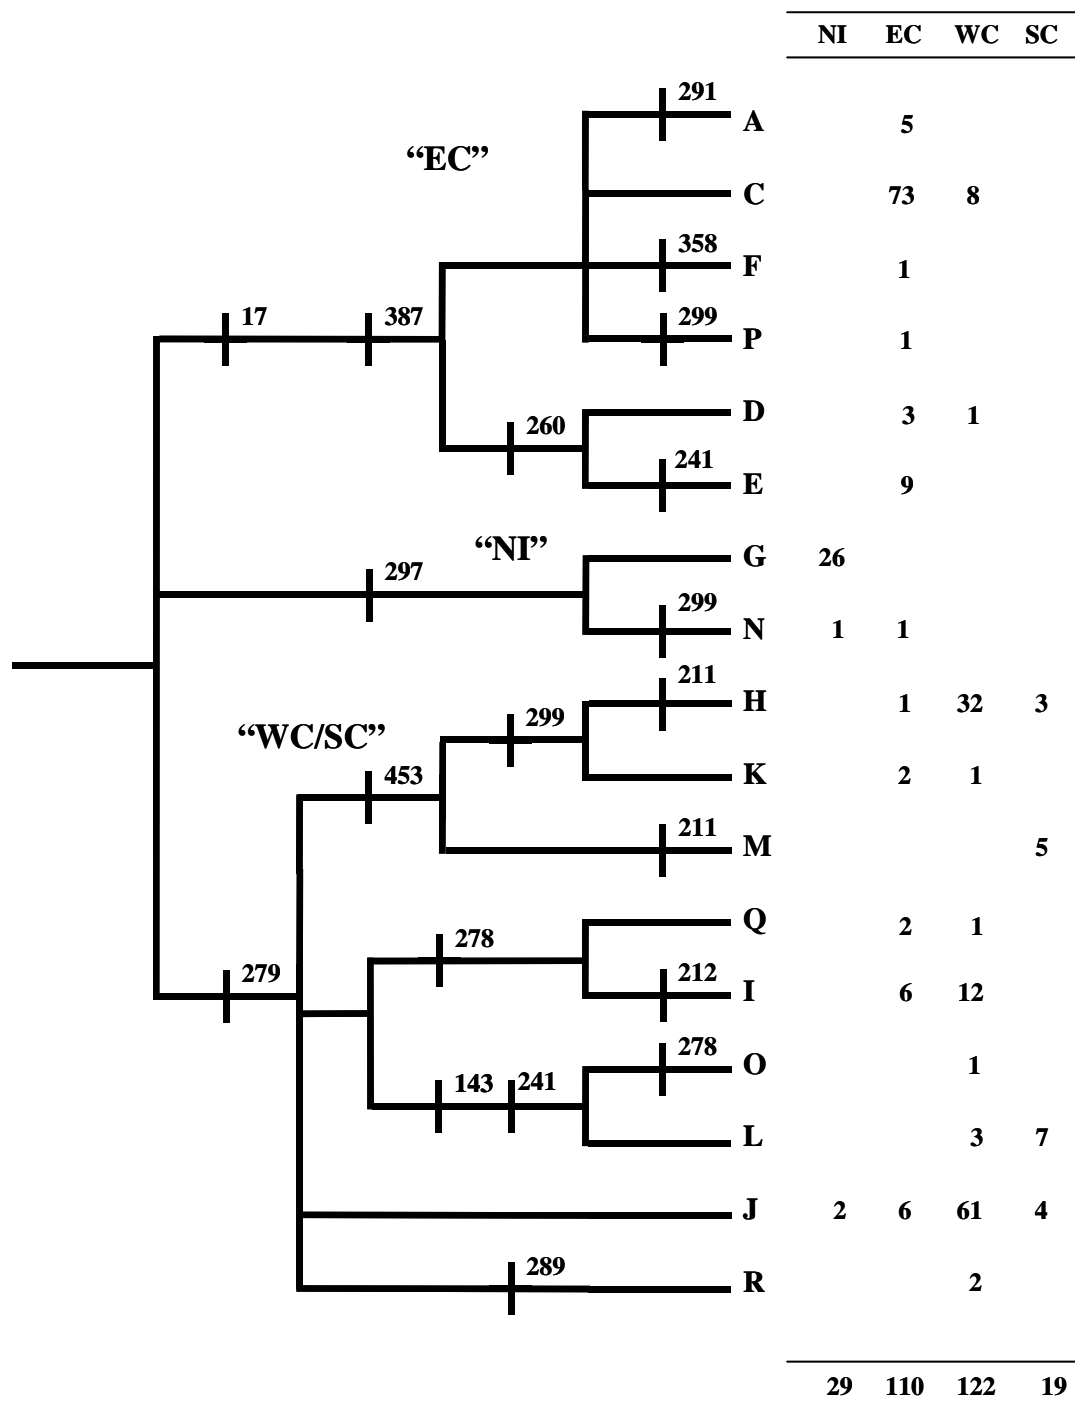 NI EC WC SC
291
A 5
“EC”
C 73 8
358
F 1
17 387 299
P 1
D 3 1
260
241
E 9
“NI”
G 26
297
299
N 1 1
211
H 1 32 3
“WC/SC” 299
453
K 2 1
211
M 5
Q 2 1
278
279 212
I 6 12
278
O 1
143 241
L 3 7
J 2 6 61 4
289
R 2
29 110 122 19